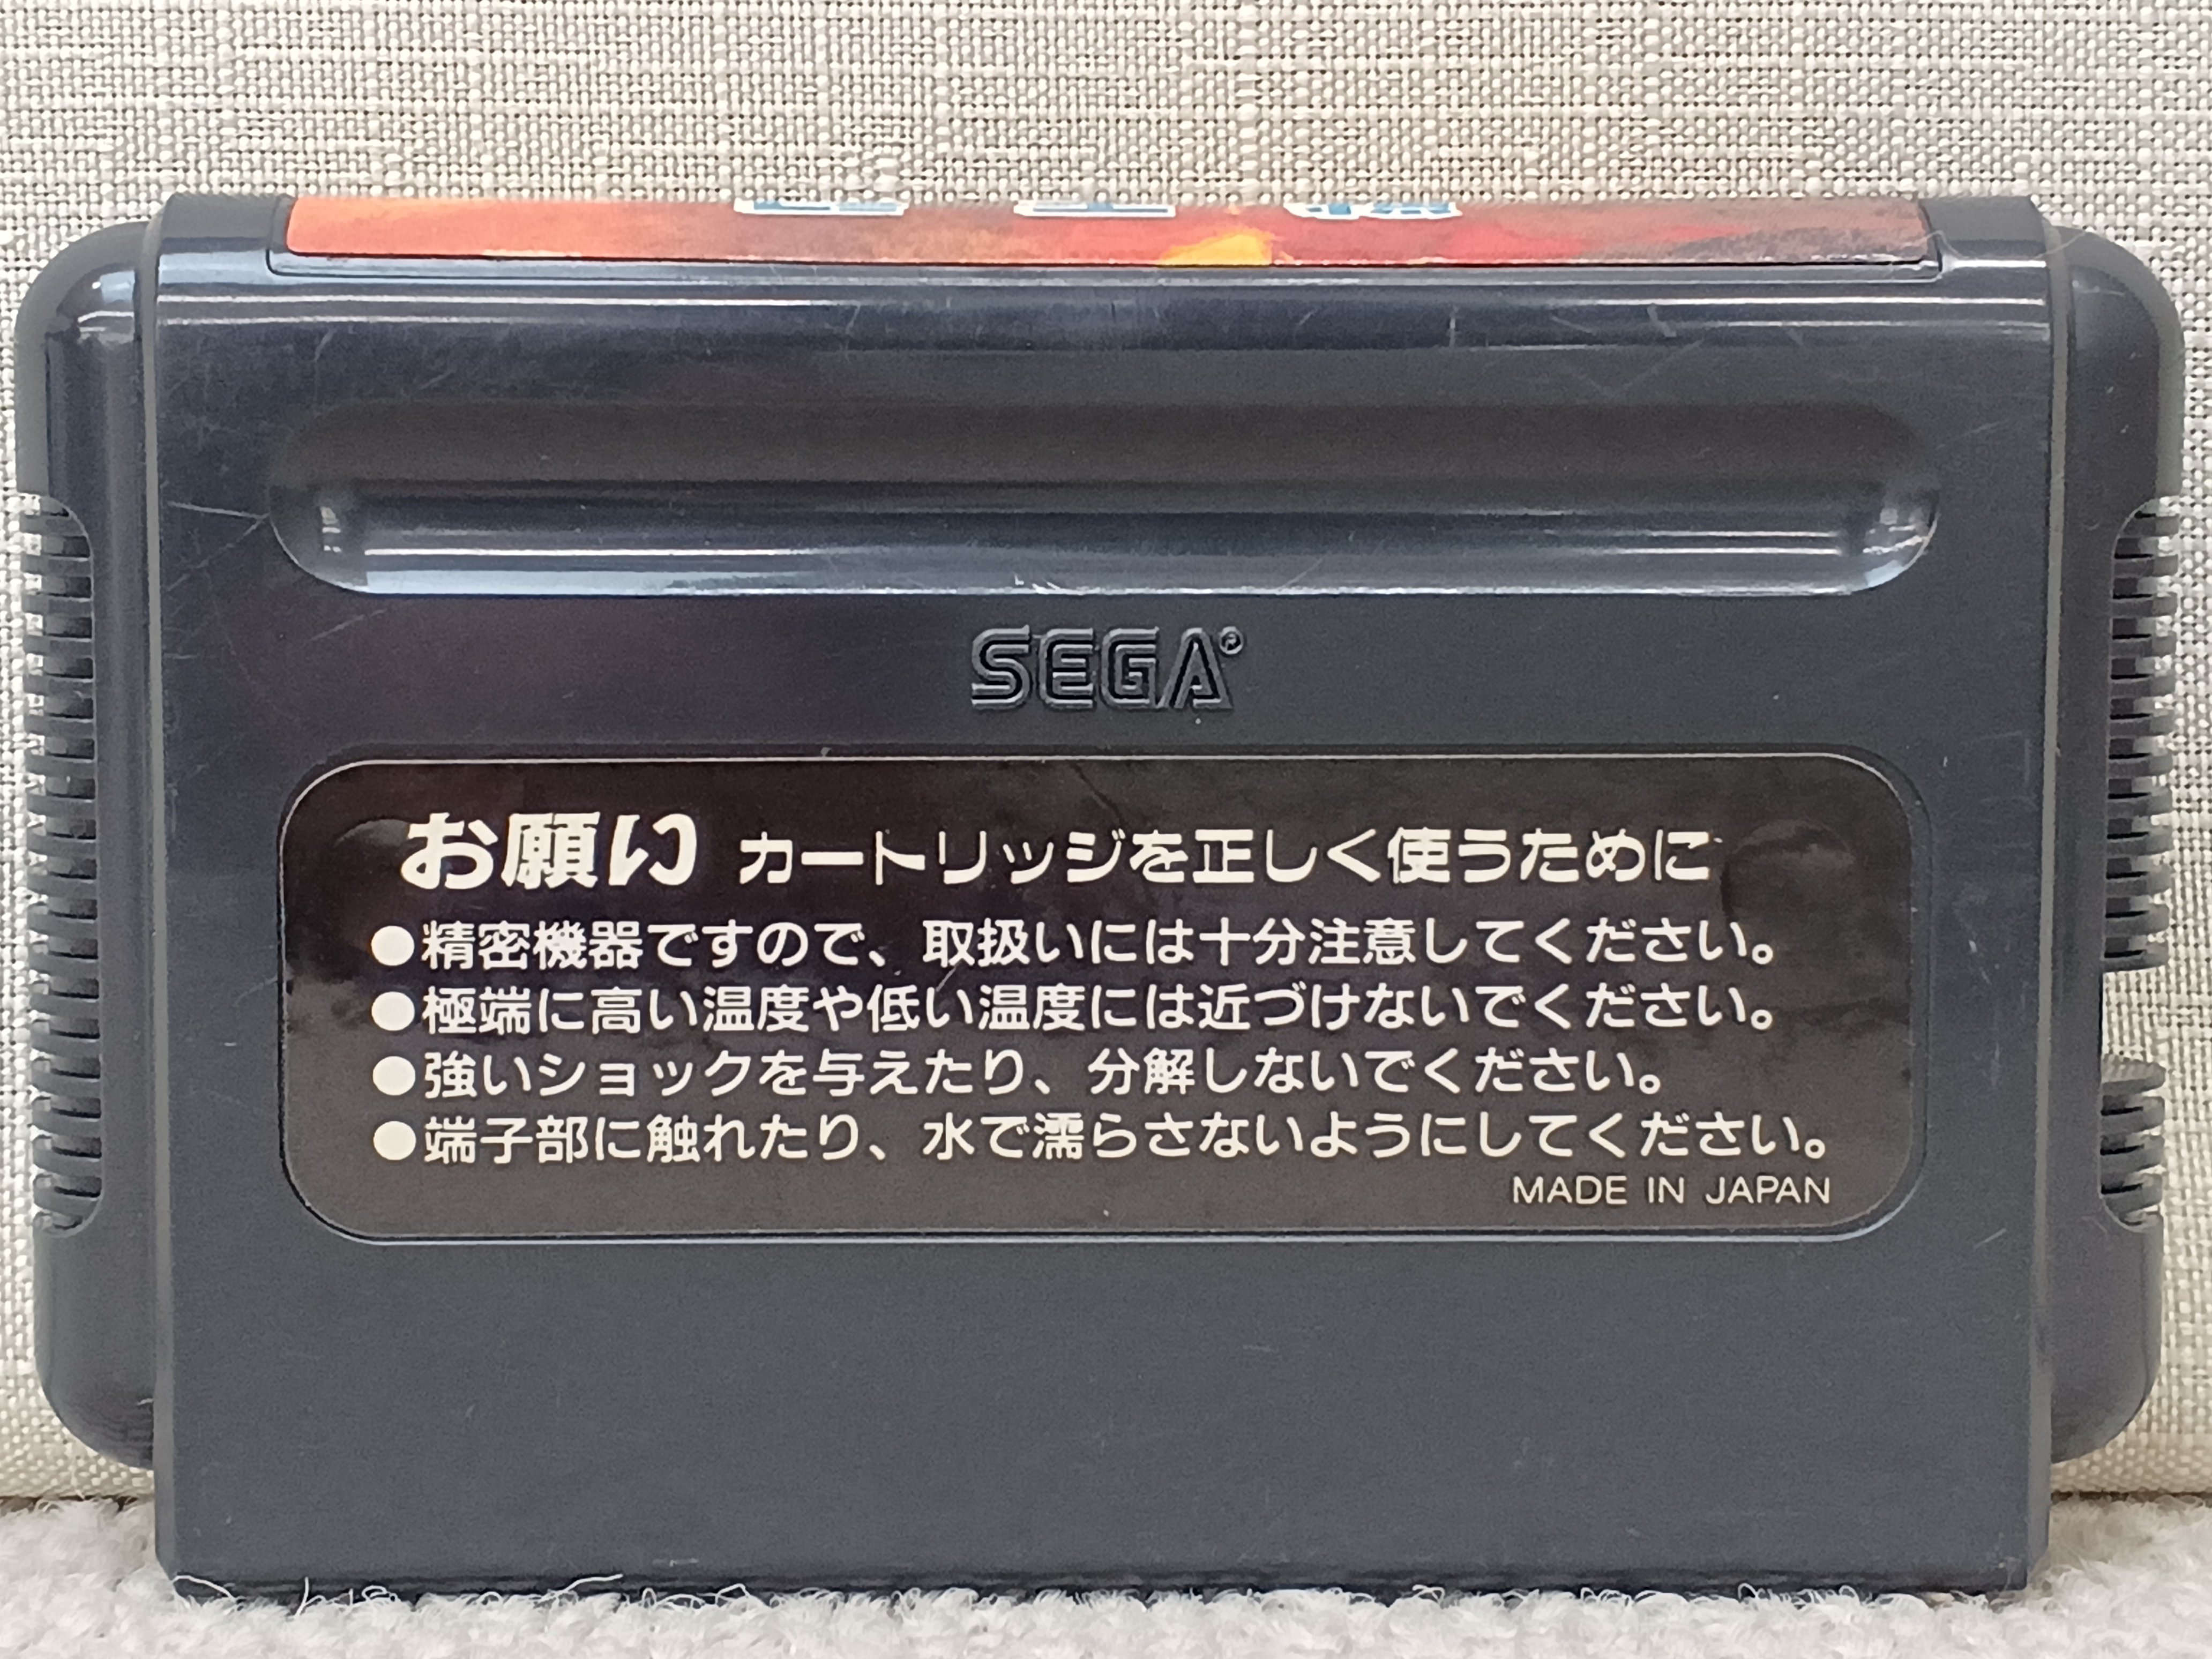 SEGA®
お願い カートリッジを正しく使うために
●精密機器ですので、取扱いには十分注意してください。
●極端に高い温度や低い温度には近づけないでください。
●強いショックを与えたり、分解しないでください。
●端子部に触れたり、水で濡らさないようにしてください。
MADE IN JAPAN